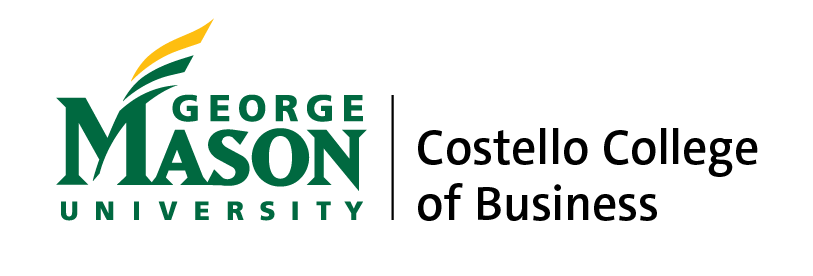 GEORGE
MASON
UNIVERSITY
Costello College
of Business